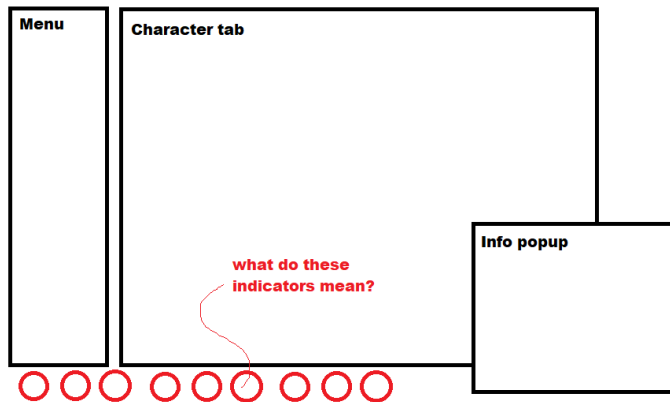 Menu
Character tab
Info popup
what do these
indicators mean?